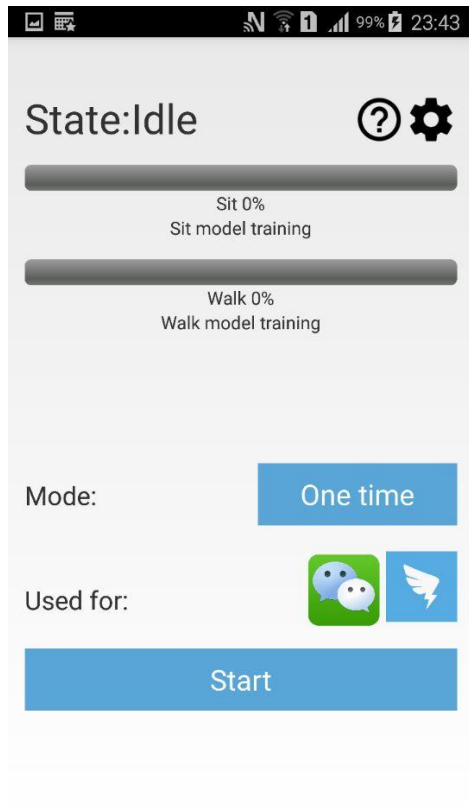 1 99% 23:43
State:Idle
Sit 0%
Sit model training
Walk 0%
Walk model training
Mode: One time
Used for:
Start